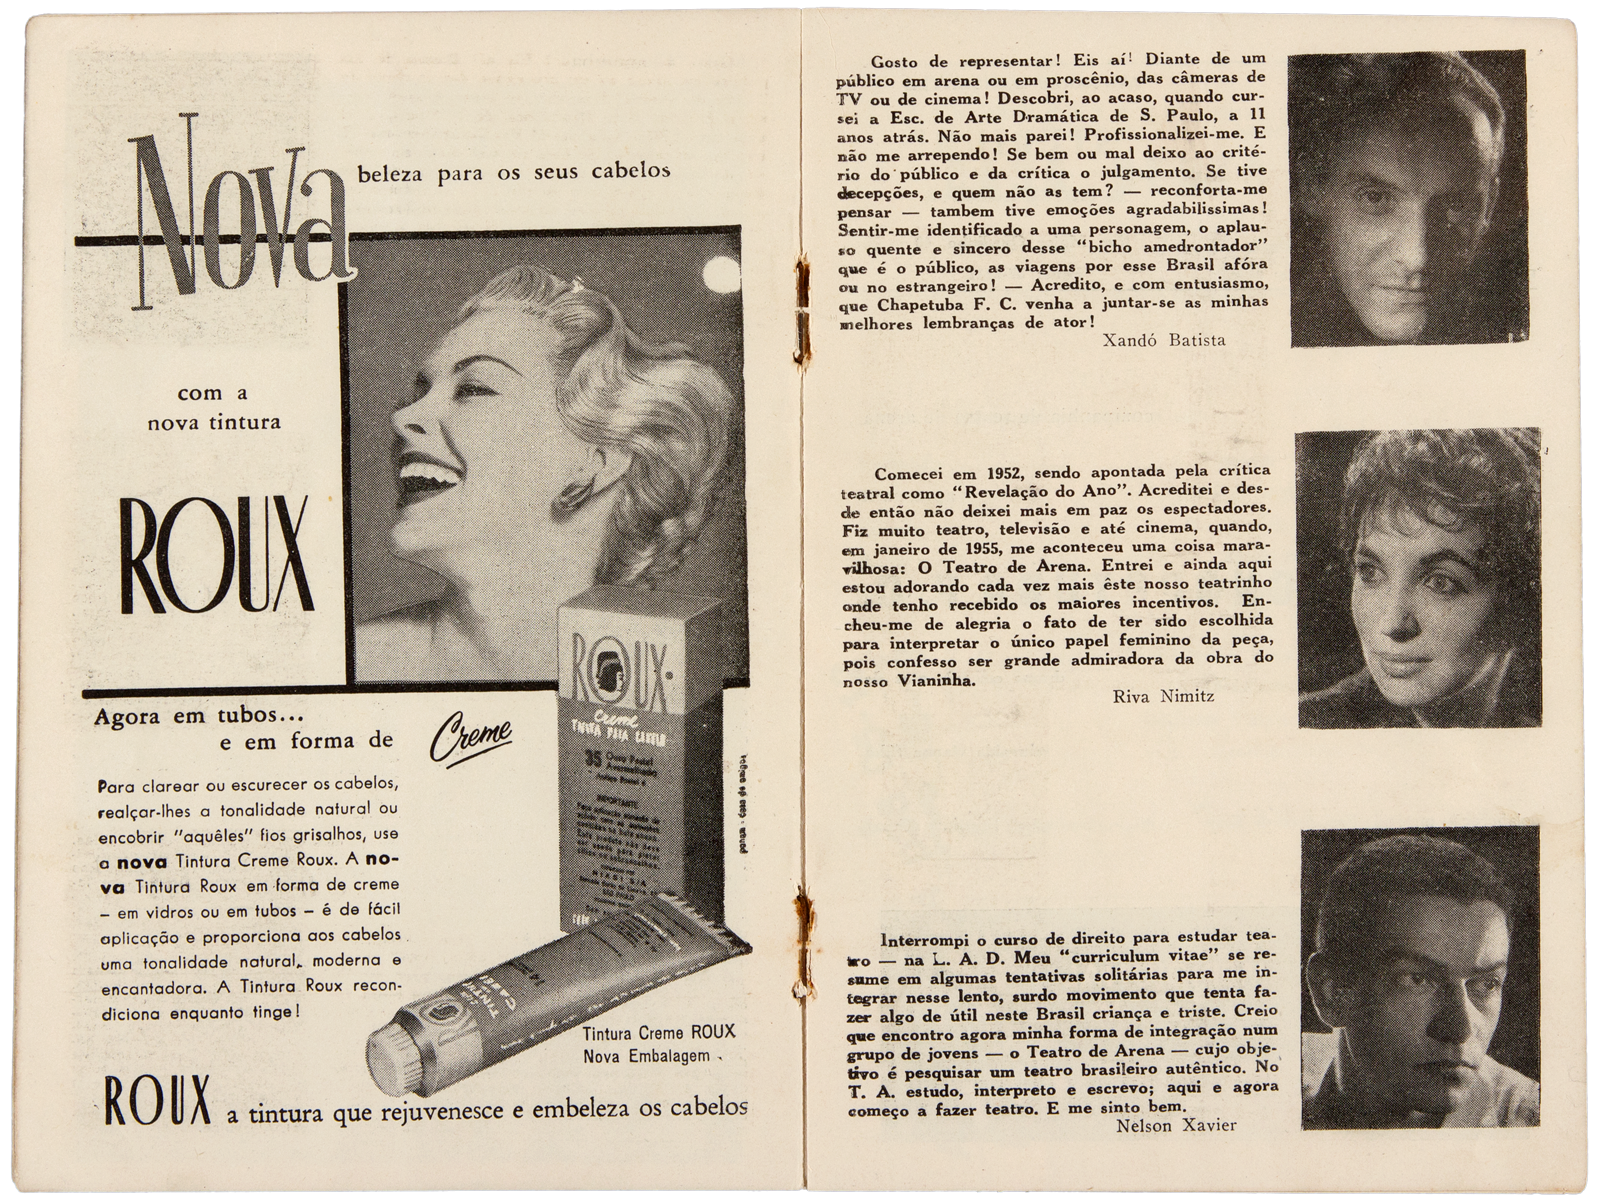 Nova
beleza para os seus cabelos
com a
nova tintura
ROUX
Agora em tubos...
e em forma de
Creme
Para clarear ou escurecer os cabelos,
realçar-lhes a tonalidade natural ou
encobrir "aquêles" fios grisalhos, use
a nova Tintura Creme Roux. A no-
va Tintura Roux em forma de creme
– em vidros ou em tubos – é de fácil
aplicação e proporciona aos cabelos
uma tonalidade natural, moderna e
encantadora. A Tintura Roux recon-
diciona enquanto tinge!
ROUX
Creme
TINTURA PARA CABELO
35 Ouro Pastel
Avermelhado
IMPORTANTE
Tintura Creme ROUX
Nova Embalagem
ROUX a tintura que rejuvenesce e embeleza os cabelos
Gosto de representar! Eis aí! Diante de um
público em arena ou em proscênio, das câmeras de
TV ou de cinema! Descobri, ao acaso, quando cur-
sei a Esc. de Arte Dramática de S. Paulo, a 11
anos atrás. Não mais parei! Profissionalizei-me. E
não me arrependo! Se bem ou mal deixo ao crité-
rio do público e da crítica o julgamento. Se tive
decepções, e quem não as tem? — reconforta-me
pensar — tambem tive emoções agradabilissimas!
Sentir-me identificado a uma personagem, o aplau-
so quente e sincero desse "bicho amedrontador"
que é o público, as viagens por esse Brasil afóra
ou no estrangeiro! — Acredito, e com entusiasmo,
que Chapetuba F. C. venha a juntar-se as minhas
melhores lembranças de ator!
Xandó Batista
Comecei em 1952, sendo apontada pela crítica
teatral como "Revelação do Ano". Acreditei e des-
de então não deixei mais em paz os espectadores.
Fiz muito teatro, televisão e até cinema, quando,
em janeiro de 1955, me aconteceu uma coisa mara-
vilhosa: O Teatro de Arena. Entrei e ainda aqui
estou adorando cada vez mais êste nosso teatrinho
onde tenho recebido os maiores incentivos. En-
cheu-me de alegria o fato de ter sido escolhida
para interpretar o único papel feminino da peça,
pois confesso ser grande admiradora da obra do
nosso Vianinha.
Riva Nimitz
Interrompi o curso de direito para estudar tea-
tro — na E. A. D. Meu "curriculum vitae" se re-
sume em algumas tentativas solitárias para me in-
tegrar nesse lento, surdo movimento que tenta fa-
zer algo de útil neste Brasil criança e triste. Creio
que encontro agora minha forma de integração num
grupo de jovens — o Teatro de Arena — cujo obje-
tivo é pesquisar um teatro brasileiro autêntico. No
T. A. estudo, interpreto e escrevo; aqui e agora
começo a fazer teatro. E me sinto bem.
Nelson Xavier